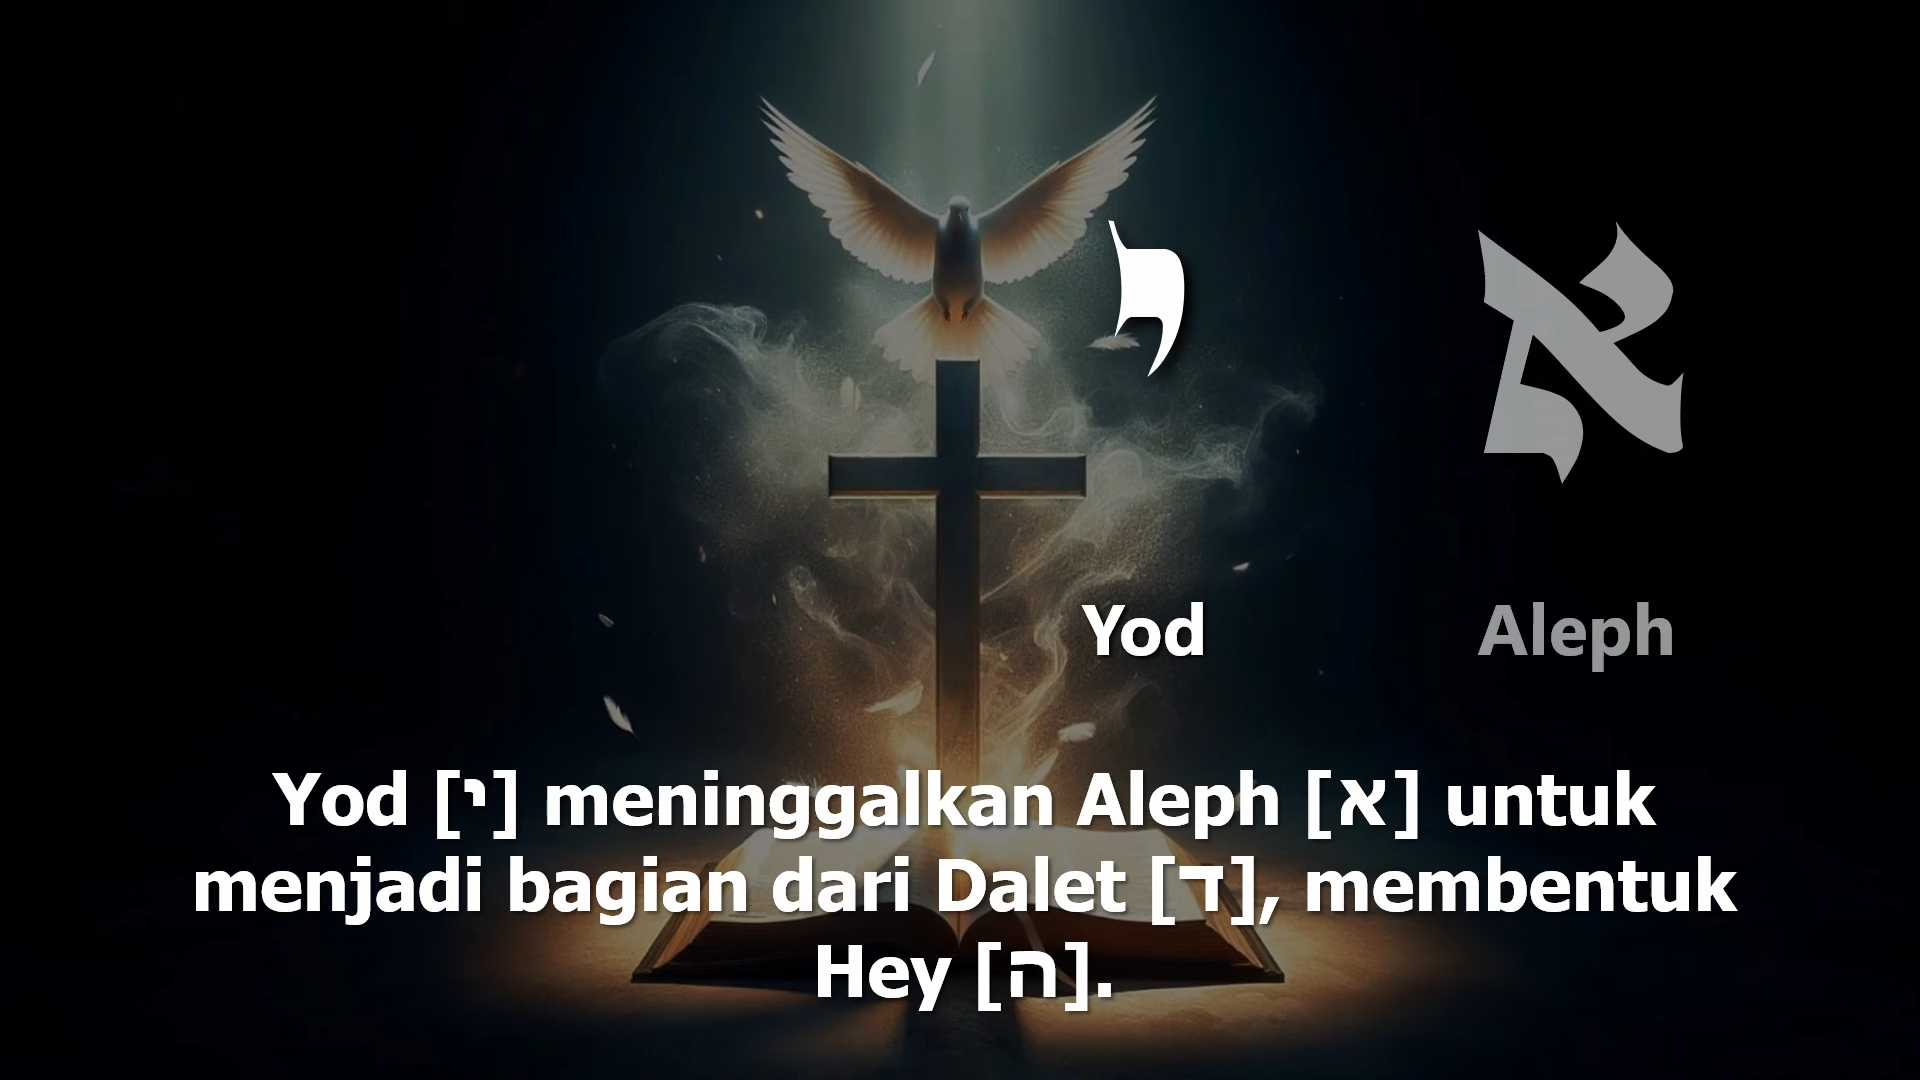 י א
Yod Aleph
Yod [י] meninggalkan Aleph [א] untuk
menjadi bagian dari Dalet [ד], membentuk
Hey [ה].